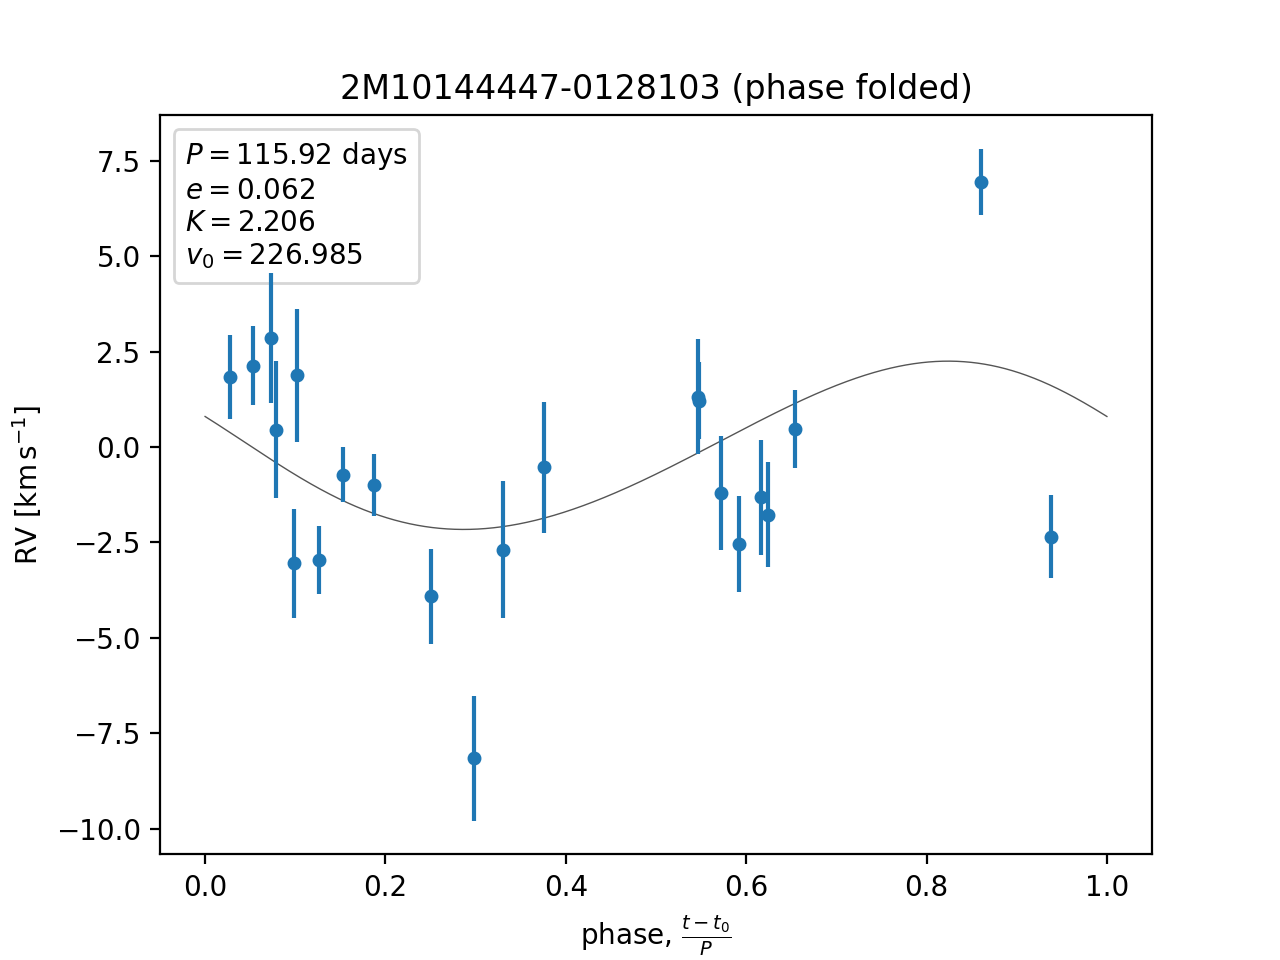 2M10144447-0128103 (phase folded)
P = 115.92 days
e = 0.062
K = 2.206
v₀ = 226.985
7.5
5.0
2.5
0.0
−2.5
−5.0
−7.5
−10.0
RV [km s⁻¹]
0.0 0.2 0.4 0.6 0.8 1.0
phase, (t − t₀)/P